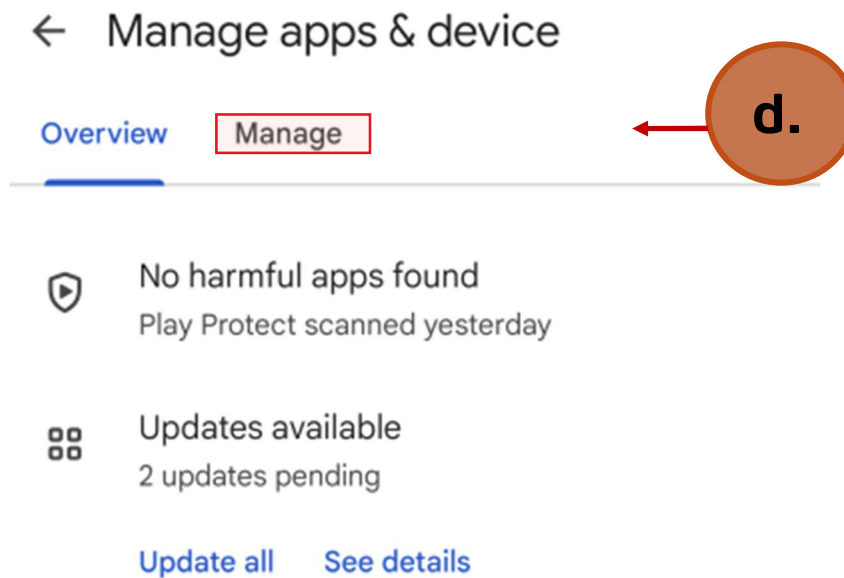 Manage apps & device
Overview Manage
d.
No harmful apps found
Play Protect scanned yesterday
Updates available
2 updates pending
Update all See details